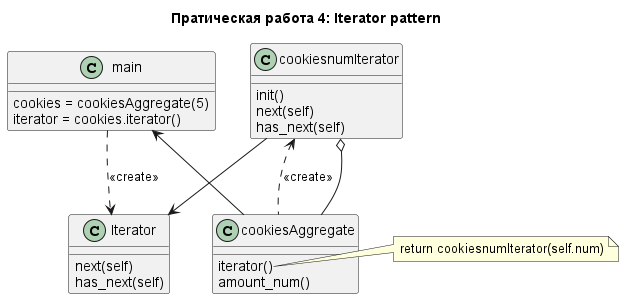 Пратическая работа 4: Iterator pattern
C main
cookies = cookiesAggregate(5)
iterator = cookies.iterator()
C cookiesnumIterator
init()
next(self)
has_next(self)
«create»
«create»
C Iterator
next(self)
has_next(self)
C cookiesAggregate
iterator()
amount_num()
return cookiesnumIterator(self.num)